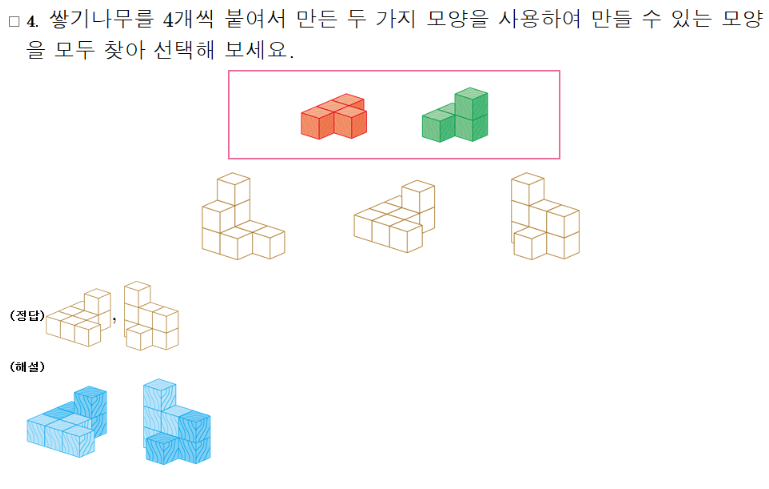 □ 4. 쌓기나무를 4개씩 붙여서 만든 두 가지 모양을 사용하여 만들 수 있는 모양
을 모두 찾아 선택해 보세요.
(정답) ,
(해설)